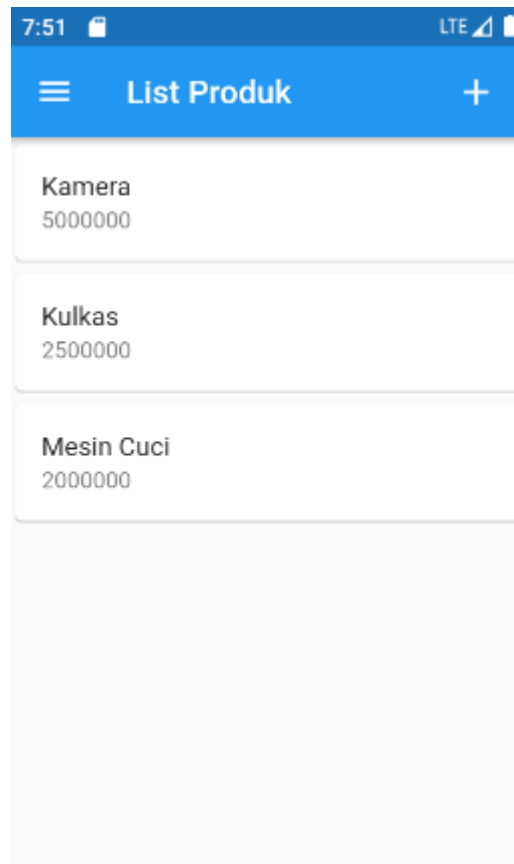 7:51 LTE
List Produk
Kamera
5000000
Kulkas
2500000
Mesin Cuci
2000000